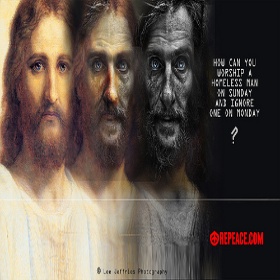 HOW CAN YOU
WORSHIP A
HOMELESS MAN
ON SUNDAY
AND IGNORE
ONE ON MONDAY
?
REPEACE.COM
© Lee Jeffries Photography